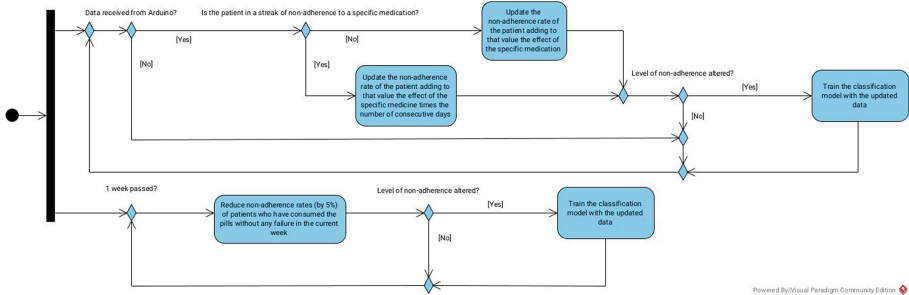 Data received from Arduino?
Is the patient in a streak of non-adherence to a specific medication?
[Yes]
[No]
[No]
[Yes]
Update the
non-adherence rate of
the patient adding to
that value the effect of
the specific medication
Update the non-adherence
rate of the patient adding to
that value the effect of the
specific medicine times the
number of consecutive days
Level of non-adherence altered?
[Yes]
[No]
Train the classification
model with the updated
data
1 week passed?
Reduce non-adherence rates (by 5%)
of patients who have consumed the
pills without any failure in the current
week
Level of non-adherence altered?
[Yes]
[No]
Train the classification
model with the updated
data
Powered By Visual Paradigm Community Edition